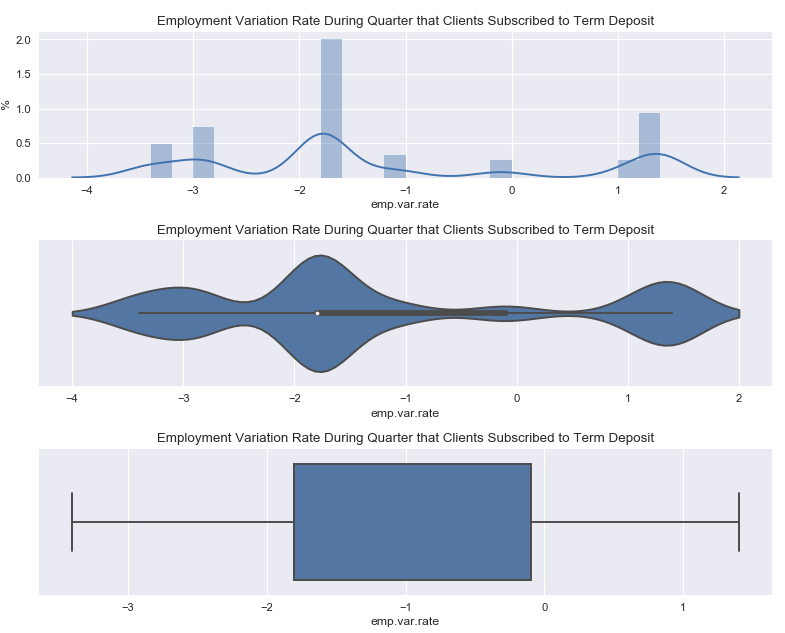 Employment Variation Rate During Quarter that Clients Subscribed to Term Deposit
2.0
1.5
1.0
0.5
0.0
%
−4 −3 −2 −1 0 1 2
emp.var.rate
Employment Variation Rate During Quarter that Clients Subscribed to Term Deposit
−4 −3 −2 −1 0 1 2
emp.var.rate
Employment Variation Rate During Quarter that Clients Subscribed to Term Deposit
−3 −2 −1 0 1
emp.var.rate